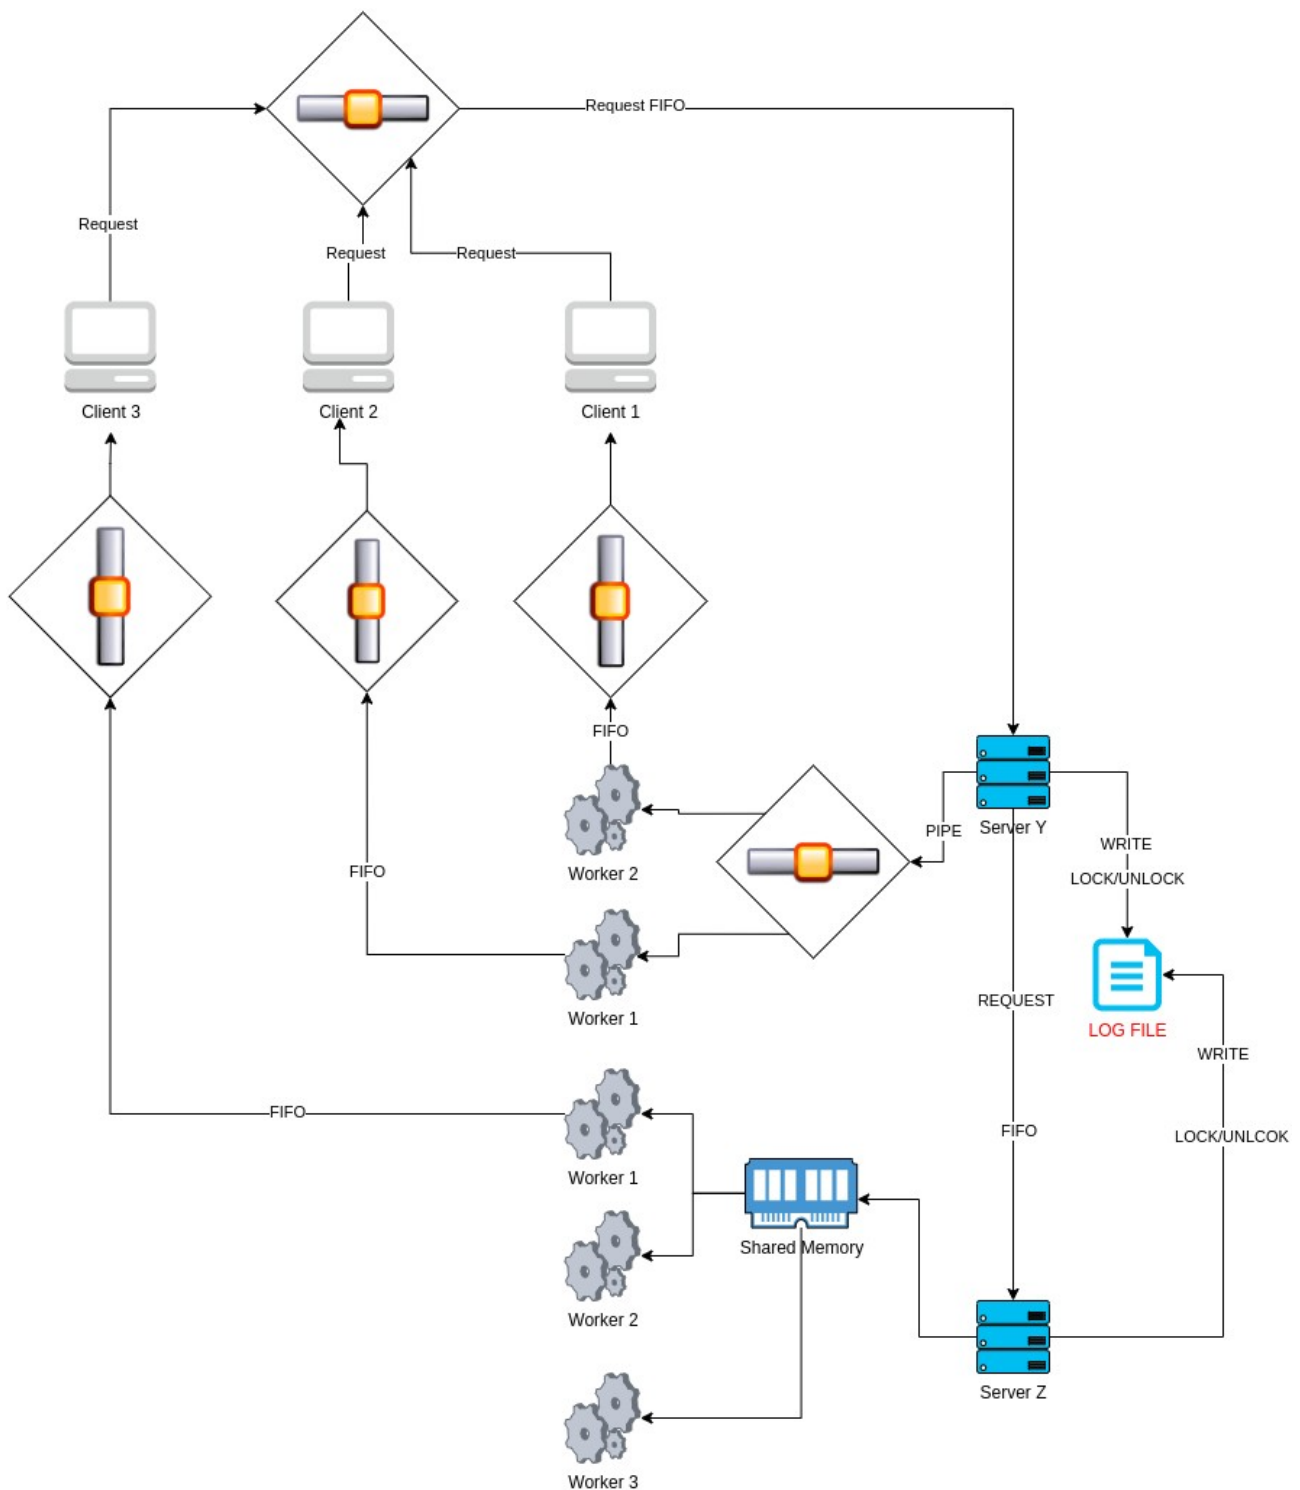 Request FIFO
Request
Request
Request
Client 3
Client 2
Client 1
FIFO
PIPE
Server Y
WRITE
FIFO
Worker 2
LOCK/UNLOCK
REQUEST
Worker 1
LOG FILE
WRITE
FIFO
FIFO
LOCK/UNLCOK
Worker 1
Shared Memory
Worker 2
Server Z
Worker 3